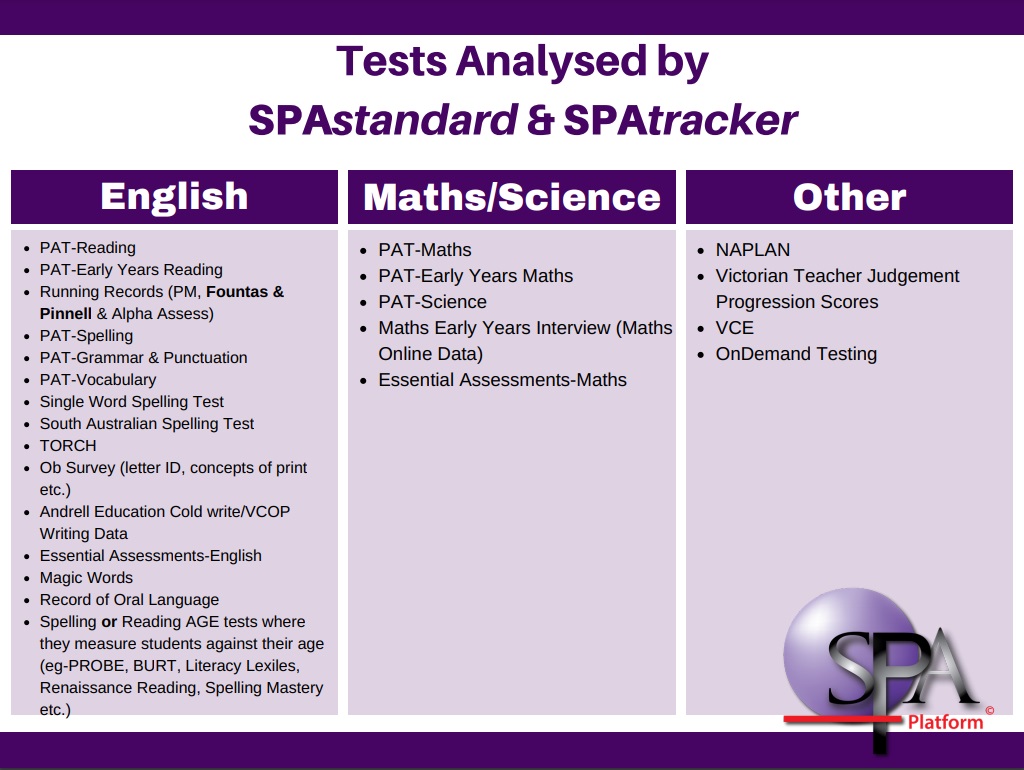 Tests Analysed by
SPAstandard & SPAtracker
English
• PAT-Reading
• PAT-Early Years Reading
• Running Records (PM, Fountas &
Pinnell & Alpha Assess)
• PAT-Spelling
• PAT-Grammar & Punctuation
• PAT-Vocabulary
• Single Word Spelling Test
• South Australian Spelling Test
• TORCH
• Ob Survey (letter ID, concepts of print
etc.)
• Andrell Education Cold write/VCOP
Writing Data
• Essential Assessments-English
• Magic Words
• Record of Oral Language
• Spelling or Reading AGE tests where
they measure students against their age
(eg-PROBE, BURT, Literacy Lexiles,
Renaissance Reading, Spelling Mastery
etc.)
Maths/Science
• PAT-Maths
• PAT-Early Years Maths
• PAT-Science
• Maths Early Years Interview (Maths
Online Data)
• Essential Assessments-Maths
Other
• NAPLAN
• Victorian Teacher Judgement
Progression Scores
• VCE
• OnDemand Testing
SPA
Platform©